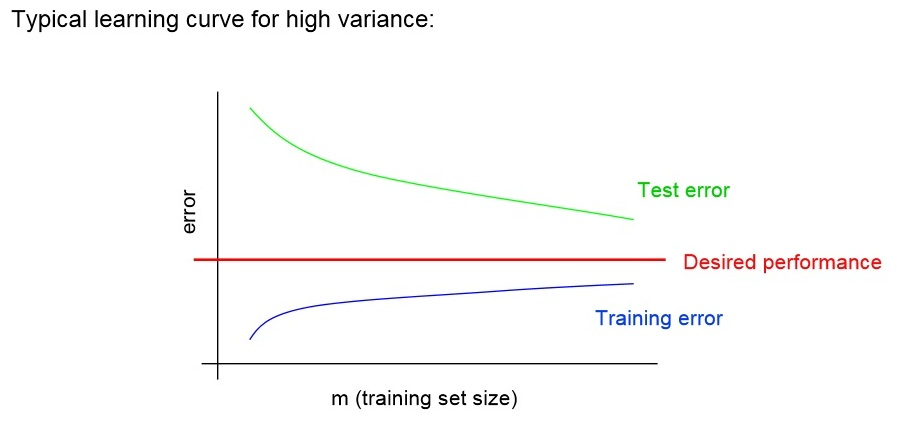 Typical learning curve for high variance:
error
Test error
Desired performance
Training error
m (training set size)